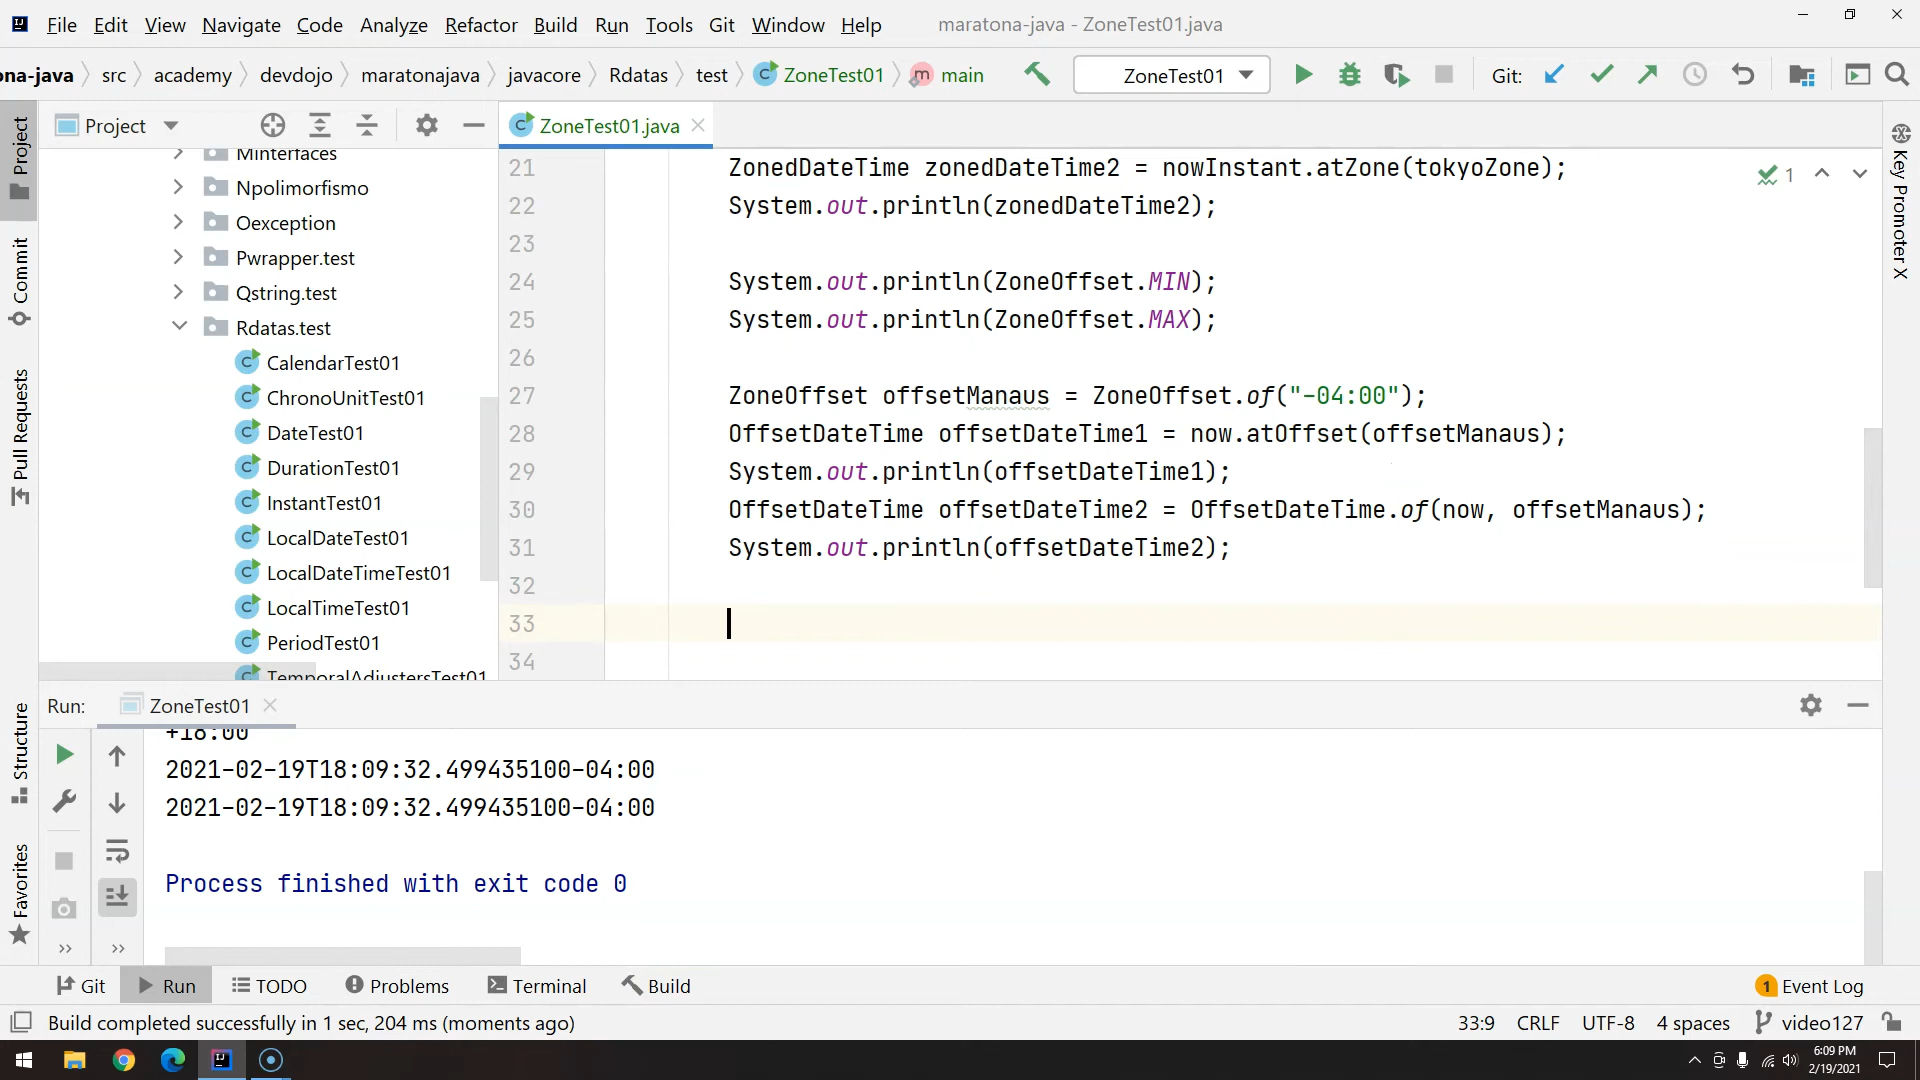 File Edit View Navigate Code Analyze Refactor Build Run Tools Git Window Help maratona-java - ZoneTest01.java
ona-java src academy devdojo maratonajava javacore Rdatas test ZoneTest01 main ZoneTest01 Git:
Project
ZoneTest01.java
Minterfaces
Npolimorfismo
Oexception
Pwrapper.test
Qstring.test
Rdatas.test
CalendarTest01
ChronoUnitTest01
DateTest01
DurationTest01
InstantTest01
LocalDateTest01
LocalDateTimeTest01
LocalTimeTest01
PeriodTest01
TemporalAdjustersTest01
21 ZonedDateTime zonedDateTime2 = nowInstant.atZone(tokyoZone);
22 System.out.println(zonedDateTime2);
23
24 System.out.println(ZoneOffset.MIN);
25 System.out.println(ZoneOffset.MAX);
26
27 ZoneOffset offsetManaus = ZoneOffset.of("-04:00");
28 OffsetDateTime offsetDateTime1 = now.atOffset(offsetManaus);
29 System.out.println(offsetDateTime1);
30 OffsetDateTime offsetDateTime2 = OffsetDateTime.of(now, offsetManaus);
31 System.out.println(offsetDateTime2);
32
33
34
1
Project
Commit
Pull Requests
Structure
Favorites
Key Promoter X
Run: ZoneTest01
+18:00
2021-02-19T18:09:32.499435100-04:00
2021-02-19T18:09:32.499435100-04:00
Process finished with exit code 0
Git Run TODO Problems Terminal Build 1 Event Log
Build completed successfully in 1 sec, 204 ms (moments ago) 33:9 CRLF UTF-8 4 spaces video127
6:09 PM
2/19/2021